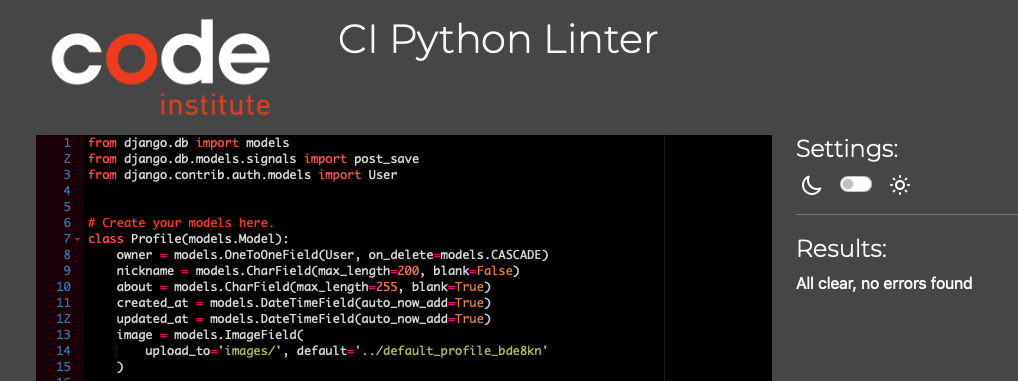 code
institute
CI Python Linter
1 from django.db import models
2 from django.db.models.signals import post_save
3 from django.contrib.auth.models import User
4
5
6 # Create your models here.
7 class Profile(models.Model):
8 owner = models.OneToOneField(User, on_delete=models.CASCADE)
9 nickname = models.CharField(max_length=200, blank=False)
10 about = models.CharField(max_length=255, blank=True)
11 created_at = models.DateTimeField(auto_now_add=True)
12 updated_at = models.DateTimeField(auto_now_add=True)
13 image = models.ImageField(
14 upload_to='images/', default='../default_profile_bde8kn'
15 )
Settings:
Results:
All clear, no errors found